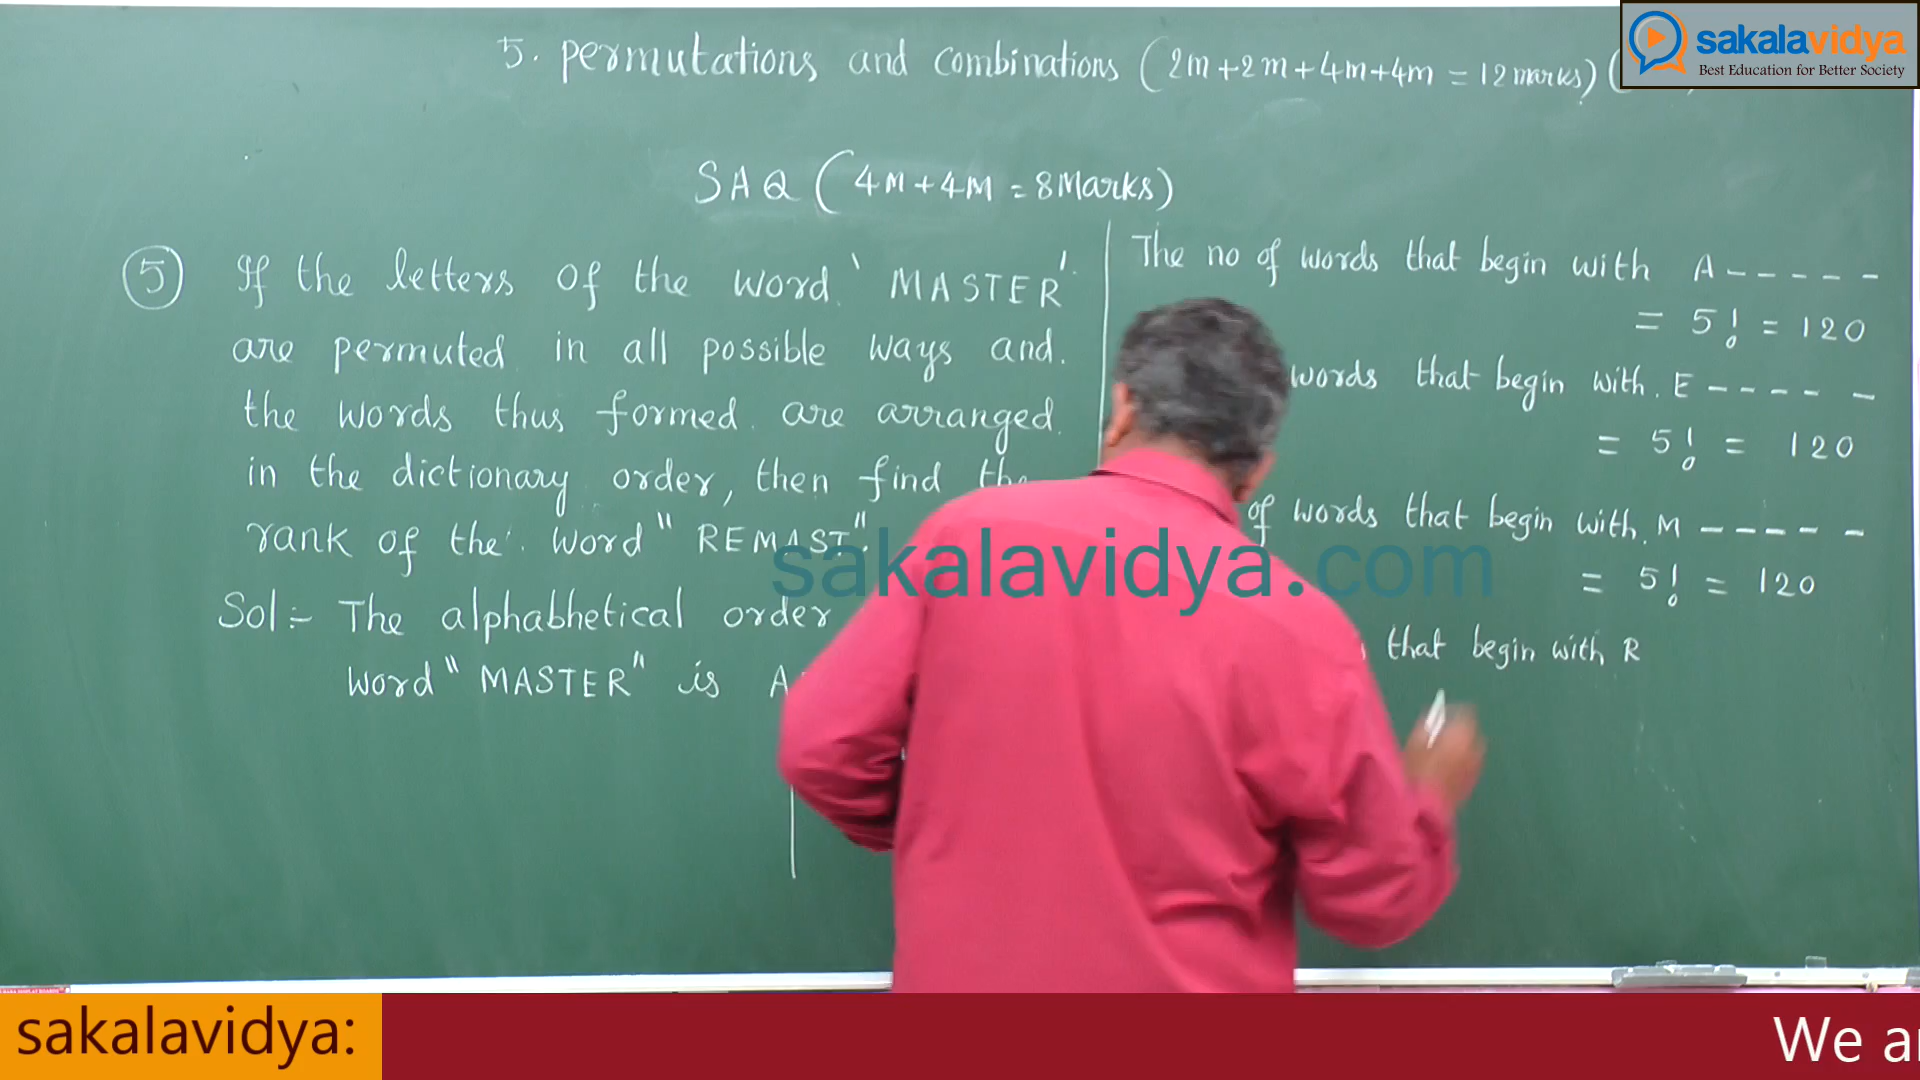 5. permutations and combinations (2m+2m+4m+4m = 12 marks) (
sakalavidya
Best Education for Better Society
SAQ (4M+4M = 8Marks)
5 If the letters of the word 'MASTER'.
are permuted in all possible ways and.
the words thus formed. are arranged.
in the dictionary order, then find the
rank of the. word "REMAST".
Sol:- The alphabhetical order
word "MASTER" is A
The no of words that begin with A-----
= 5! = 120
words that begin with. E-----
= 5! = 120
of words that begin with. M-----
= 5! = 120
that begin with R
sakalavidya.com
sakalavidya:
We